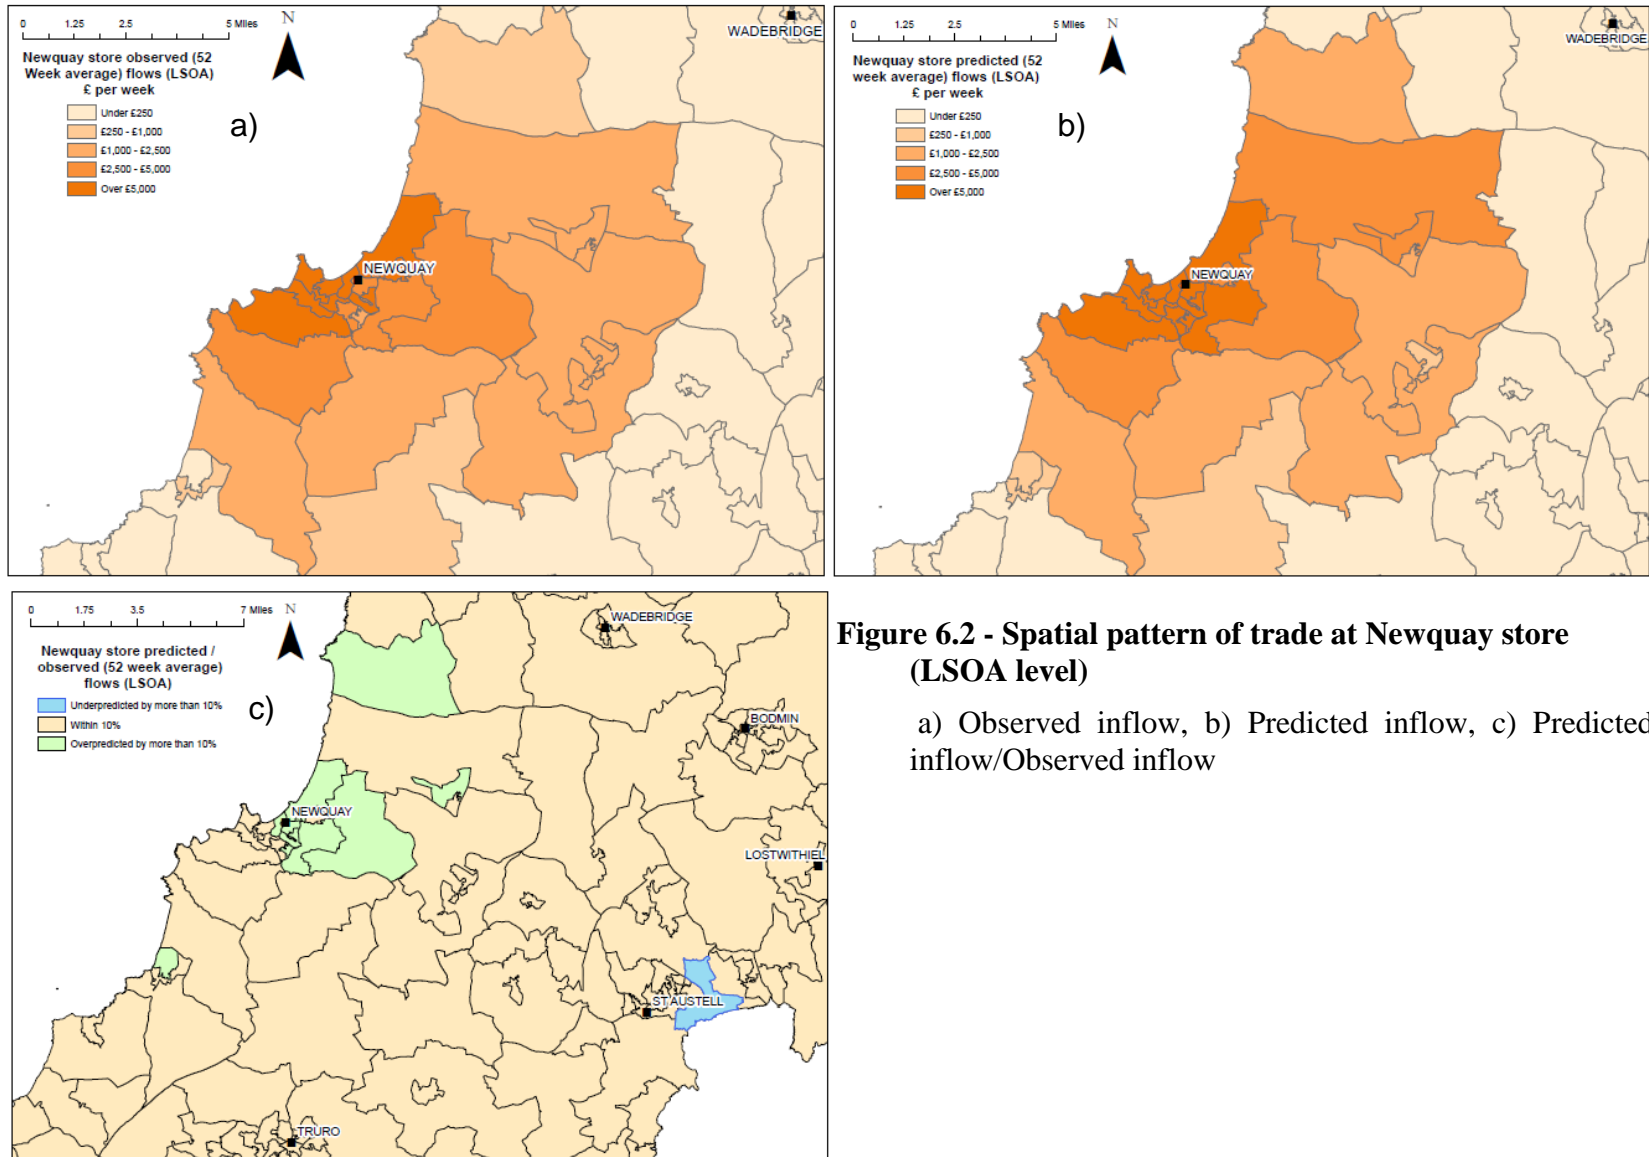 0 1.25 2.5 5 Miles
N
WADEBRIDGE
Newquay store observed (52
Week average) flows (LSOA)
£ per week
Under £250
£250 - £1,000
£1,000 - £2,500
£2,500 - £5,000
Over £5,000
a)
NEWQUAY
0 1.25 2.5 5 Miles
N
WADEBRIDGE
Newquay store predicted (52
week average) flows (LSOA)
£ per week
Under £250
£250 - £1,000
£1,000 - £2,500
£2,500 - £5,000
Over £5,000
b)
NEWQUAY
0 1.75 3.5 7 Miles
N
WADEBRIDGE
Newquay store predicted /
observed (52 week average)
flows (LSOA)
Underpredicted by more than 10%
Within 10%
Overpredicted by more than 10%
c)
BODMIN
NEWQUAY
LOSTWITHIEL
ST AUSTELL
TRURO
Figure 6.2 - Spatial pattern of trade at Newquay store
(LSOA level)
a) Observed inflow, b) Predicted inflow, c) Predicted
inflow/Observed inflow